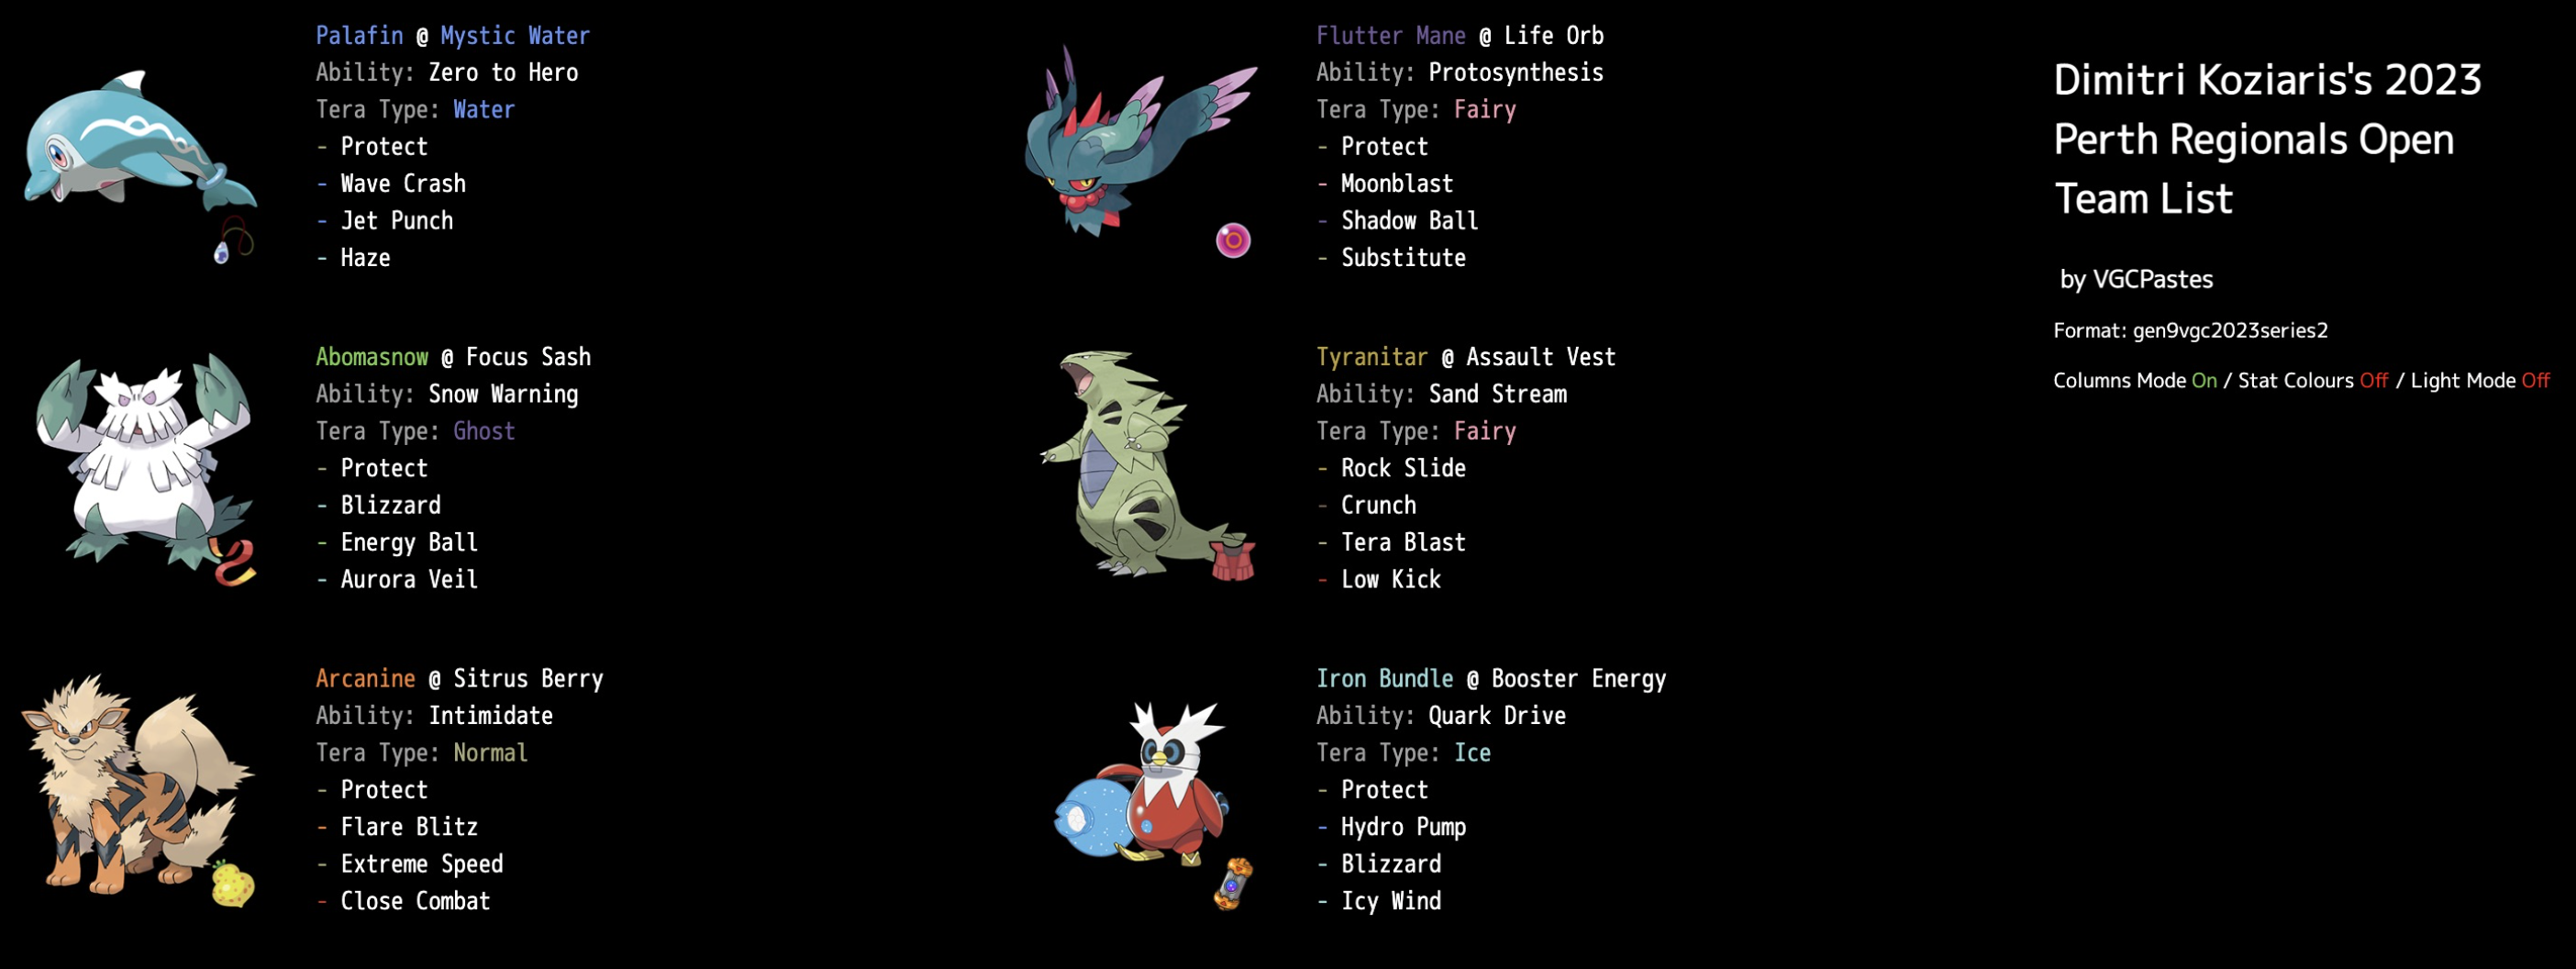 Palafin @ Mystic Water
Ability: Zero to Hero
Tera Type: Water
- Protect
- Wave Crash
- Jet Punch
- Haze
Flutter Mane @ Life Orb
Ability: Protosynthesis
Tera Type: Fairy
- Protect
- Moonblast
- Shadow Ball
- Substitute
Abomasnow @ Focus Sash
Ability: Snow Warning
Tera Type: Ghost
- Protect
- Blizzard
- Energy Ball
- Aurora Veil
Tyranitar @ Assault Vest
Ability: Sand Stream
Tera Type: Fairy
- Rock Slide
- Crunch
- Tera Blast
- Low Kick
Arcanine @ Sitrus Berry
Ability: Intimidate
Tera Type: Normal
- Protect
- Flare Blitz
- Extreme Speed
- Close Combat
Iron Bundle @ Booster Energy
Ability: Quark Drive
Tera Type: Ice
- Protect
- Hydro Pump
- Blizzard
- Icy Wind
Dimitri Koziaris's 2023
Perth Regionals Open
Team List
by VGCPastes
Format: gen9vgc2023series2
Columns Mode On / Stat Colours Off / Light Mode Off